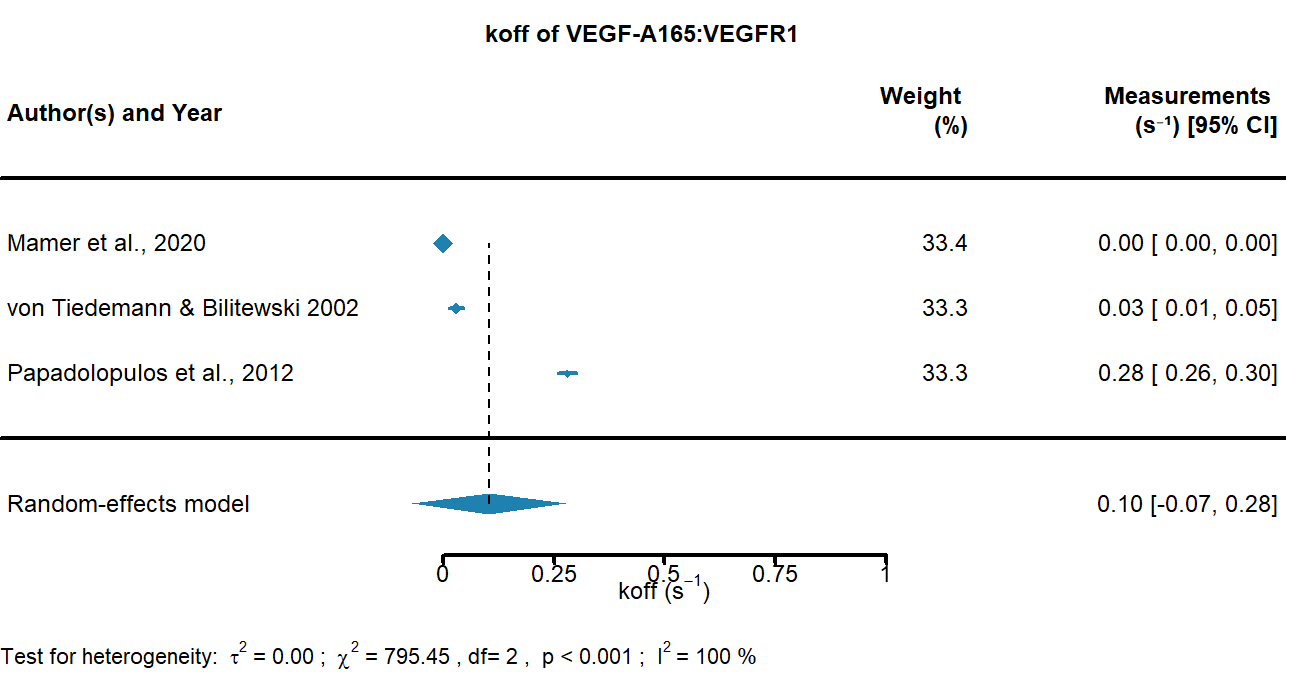 koff of VEGF-A165:VEGFR1
Author(s) and Year Weight (%) Measurements (s⁻¹) [95% CI]
Mamer et al., 2020 33.4 0.00 [ 0.00, 0.00]
von Tiedemann & Bilitewski 2002 33.3 0.03 [ 0.01, 0.05]
Papadolopulos et al., 2012 33.3 0.28 [ 0.26, 0.30]
Random-effects model 0.10 [-0.07, 0.28]
0 0.25 0.5 0.75 1
koff (s⁻¹)
Test for heterogeneity: τ² = 0.00 ; χ² = 795.45 , df= 2 , p < 0.001 ; I² = 100 %